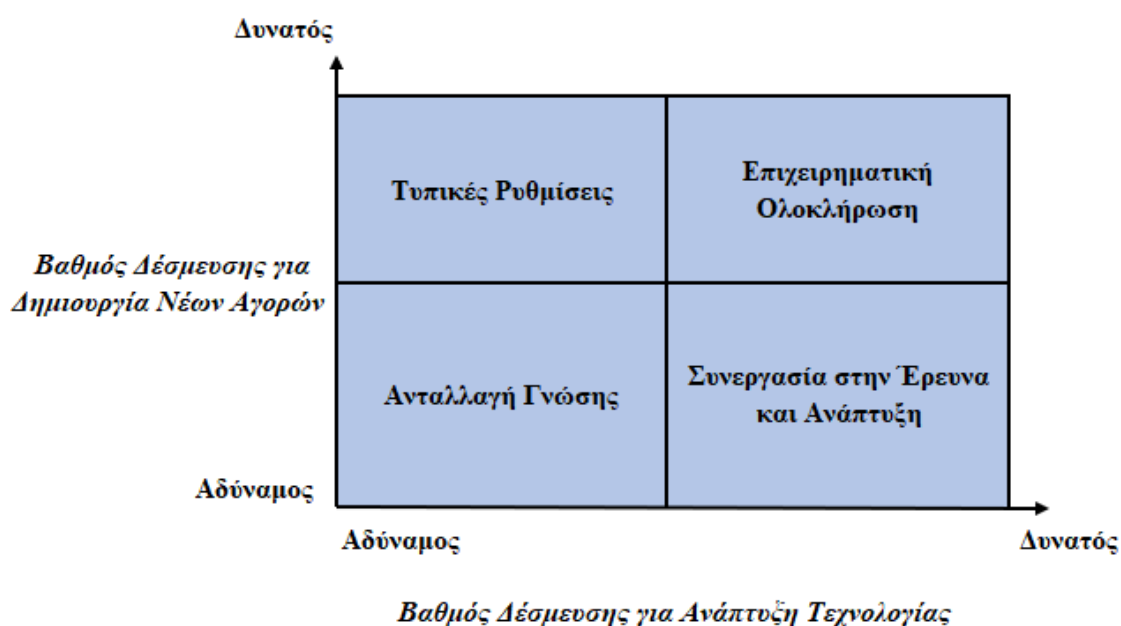 Δυνατός
Τυπικές Ρυθμίσεις
Επιχειρηματική
Ολοκλήρωση
Βαθμός Δέσμευσης για
Δημιουργία Νέων Αγορών
Ανταλλαγή Γνώσης
Συνεργασία στην Έρευνα
και Ανάπτυξη
Αδύναμος
Αδύναμος
Δυνατός
Βαθμός Δέσμευσης για Ανάπτυξη Τεχνολογίας